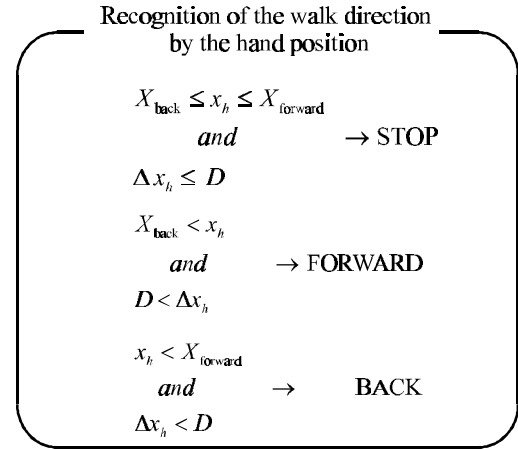 Recognition of the walk direction
by the hand position
X_back ≤ x_h ≤ X_forward
and → STOP
Δx_h ≤ D
X_back < x_h
and → FORWARD
D < Δx_h
x_h < X_forward
and → BACK
Δx_h < D